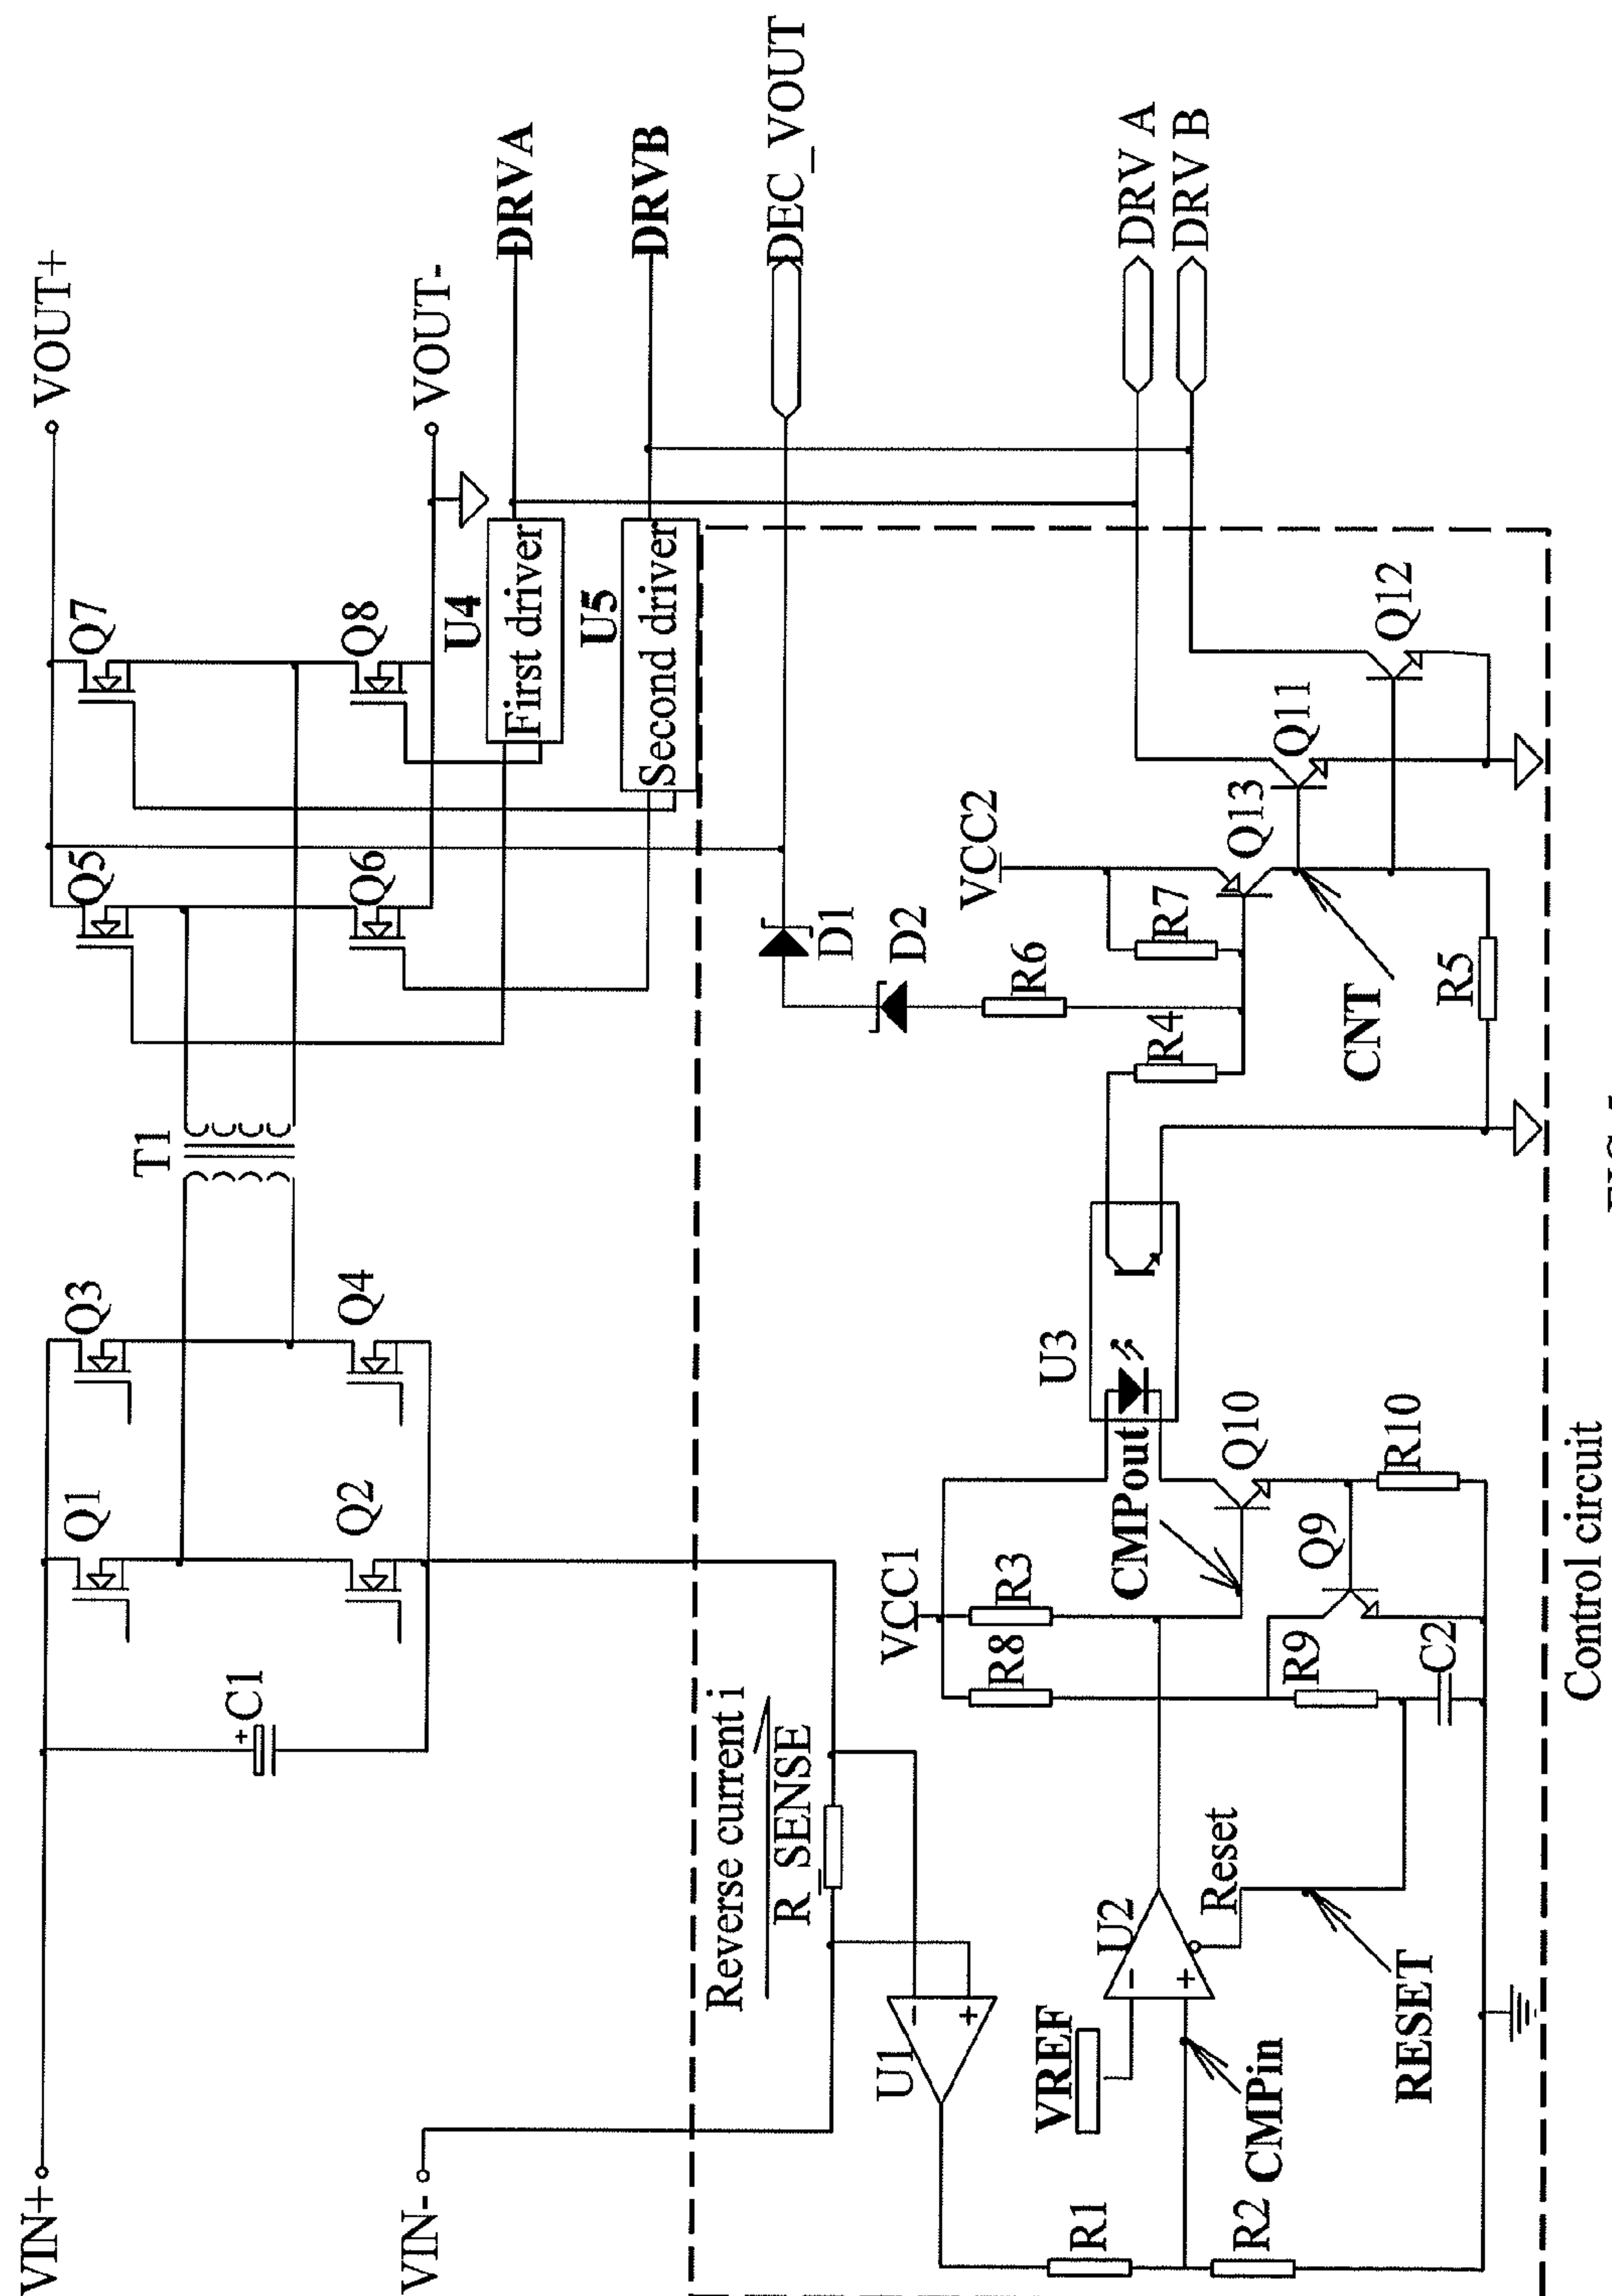 VIN+
VIN-
C1
Q1
Q2
Q3
Q4
T1
Q5
Q6
Q7
Q8
VOUT+
VOUT-
U4
First driver
DRVA
U5
Second driver
DRVB
DEC_VOUT
Reverse current i
R_SENSE
U1
R1
R2
VREF
U2
CMPin
Reset
RESET
VCC1
R8
R3
R9
C2
CMPout
Q9
Q10
R10
U3
D1
D2
R6
R4
R7
VCC2
Q13
CNT
R5
Q11
Q12
DRV A
DRV B
Control circuit